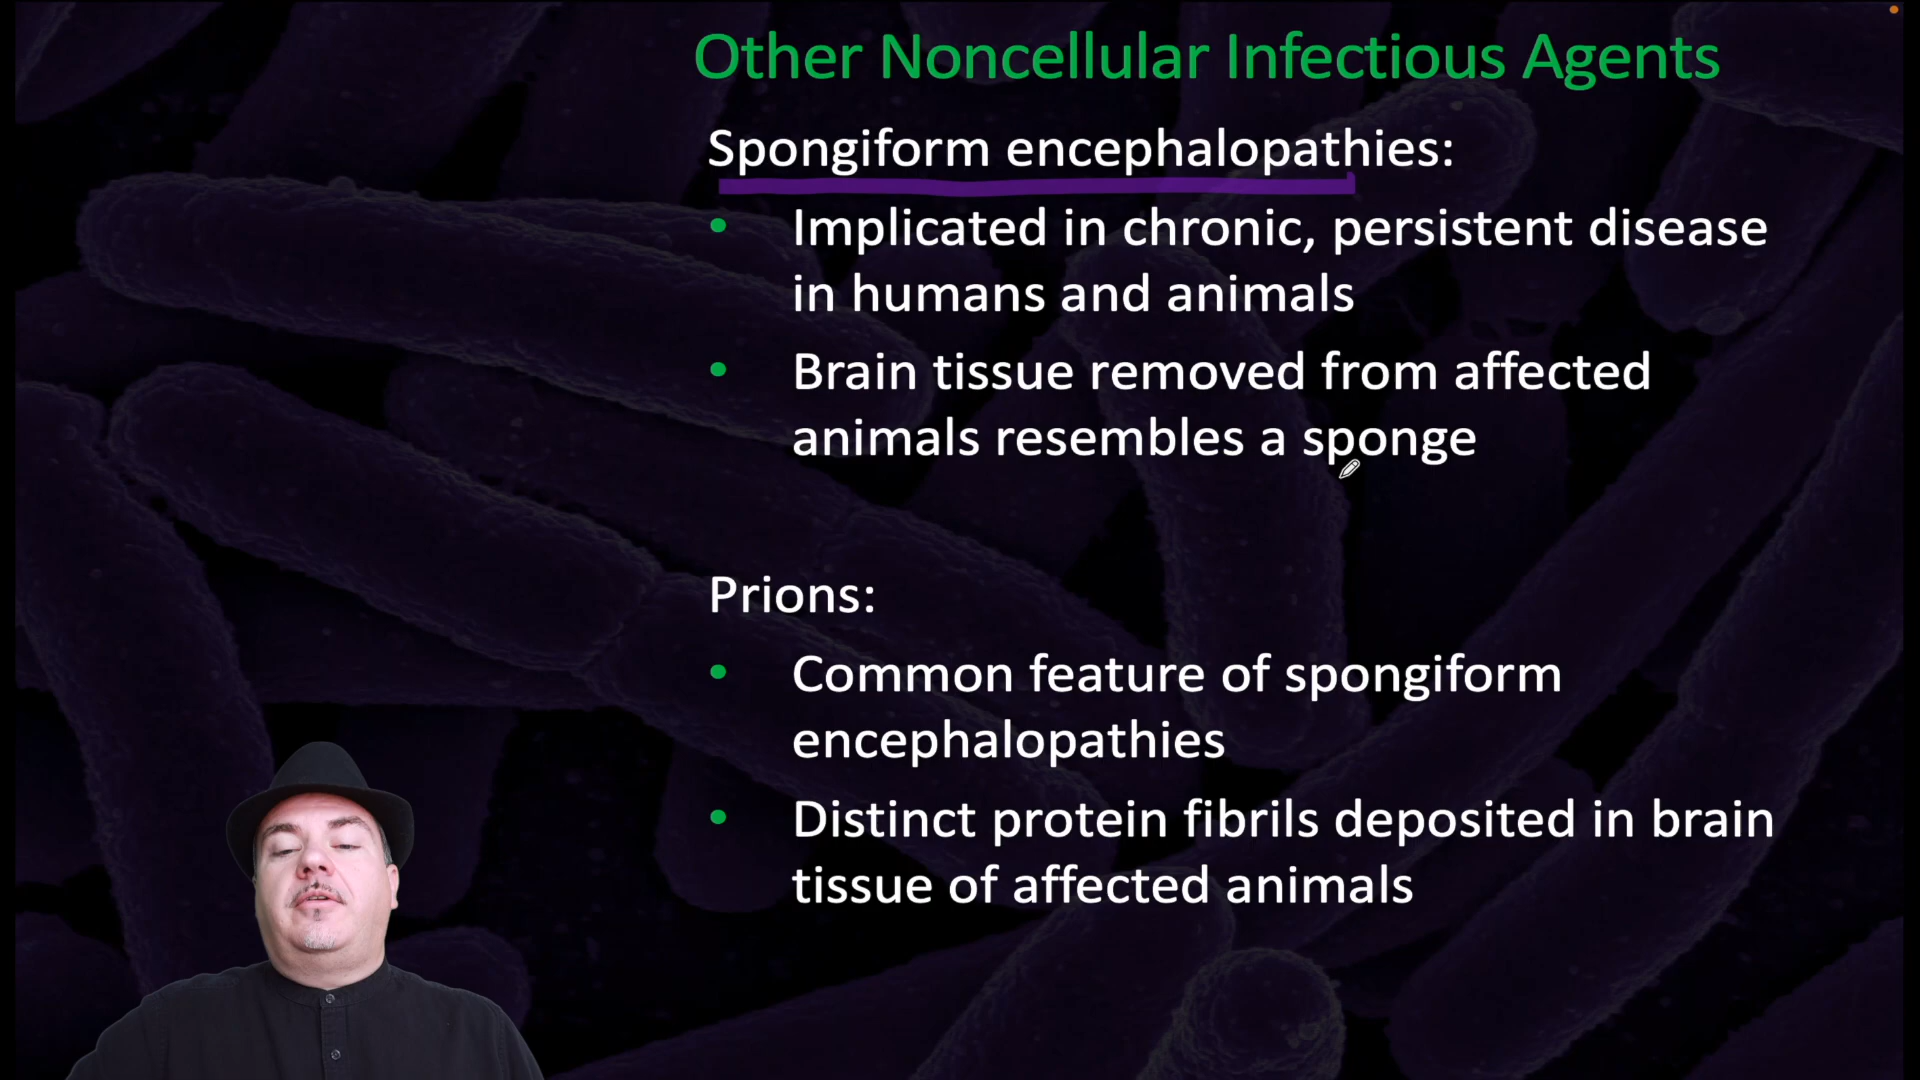 Other Noncellular Infectious Agents
Spongiform encephalopathies:
• Implicated in chronic, persistent disease
in humans and animals
• Brain tissue removed from affected
animals resembles a sponge
Prions:
• Common feature of spongiform
encephalopathies
• Distinct protein fibrils deposited in brain
tissue of affected animals